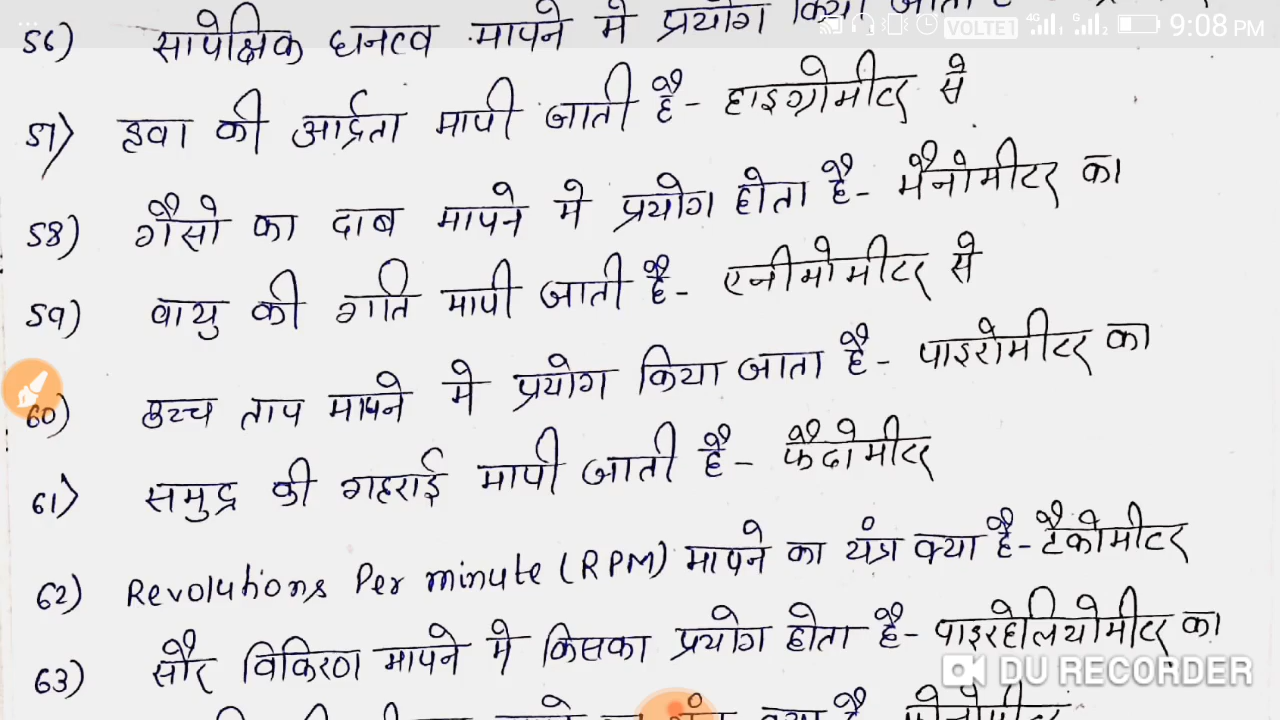 VOLTE1 4G 9:08 PM
56) सापेक्षिक घनत्व मापने मे प्रयोग किया जाता
57) हवा की आर्द्रता मापी जाती है - हाइग्रोमीटर से
58) गैसो का दाब मापने मे प्रयोग होता है - मैनोमीटर का
59) वायु की गति मापी जाती है - एनीमोमीटर से
60) उच्च ताप मापने मे प्रयोग किया जाता है - पाइरोमीटर का
61) समुद्र की गहराई मापी जाती है - फैदोमीटर
62) Revolutions Per minute (RPM) मापने का यंत्र क्या है - टैकोमीटर
63) सौर विकिरण मापने मे किसका प्रयोग होता है - पाइरहेलियोमीटर का
DU RECORDER